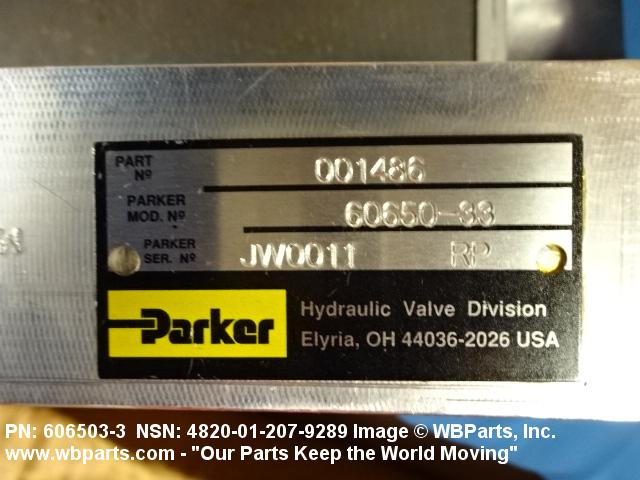 PART Nº 001486
PARKER MOD. Nº 60650-33
PARKER SER. Nº JW0011 RP
Parker
Hydraulic Valve Division
Elyria, OH 44036-2026 USA
PN: 606503-3 NSN: 4820-01-207-9289 Image © WBParts, Inc.
www.wbparts.com - "Our Parts Keep the World Moving"